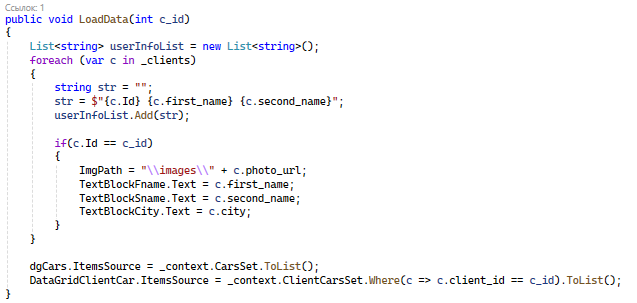 Ссылок: 1
public void LoadData(int c_id)
{
    List<string> userInfoList = new List<string>();
    foreach (var c in _clients)
    {
        string str = "";
        str = $"{c.Id} {c.first_name} {c.second_name}";
        userInfoList.Add(str);

        if(c.Id == c_id)
        {
            ImgPath = "\\images\\" + c.photo_url;
            TextBlockFname.Text = c.first_name;
            TextBlockSname.Text = c.second_name;
            TextBlockCity.Text = c.city;
        }
    }

    dgCars.ItemsSource = _context.CarsSet.ToList();
    DataGridClientCar.ItemsSource = _context.ClientCarsSet.Where(c => c.client_id == c_id).ToList();
}